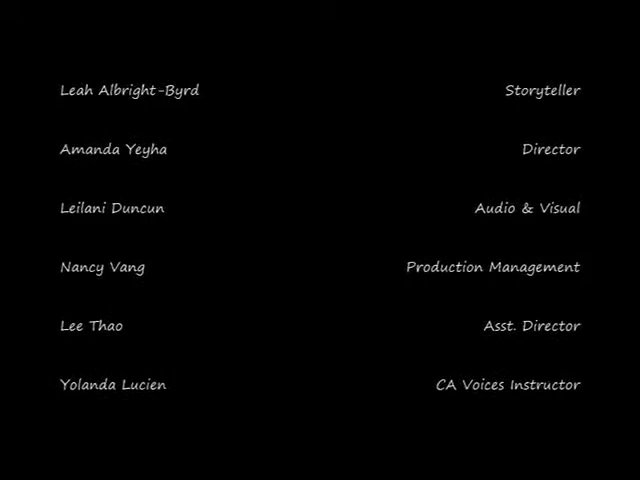 Leah Albright-Byrd Storyteller
Amanda Yeyha Director
Leilani Duncun Audio & Visual
Nancy Vang Production Management
Lee Thao Asst. Director
Yolanda Lucien CA Voices Instructor